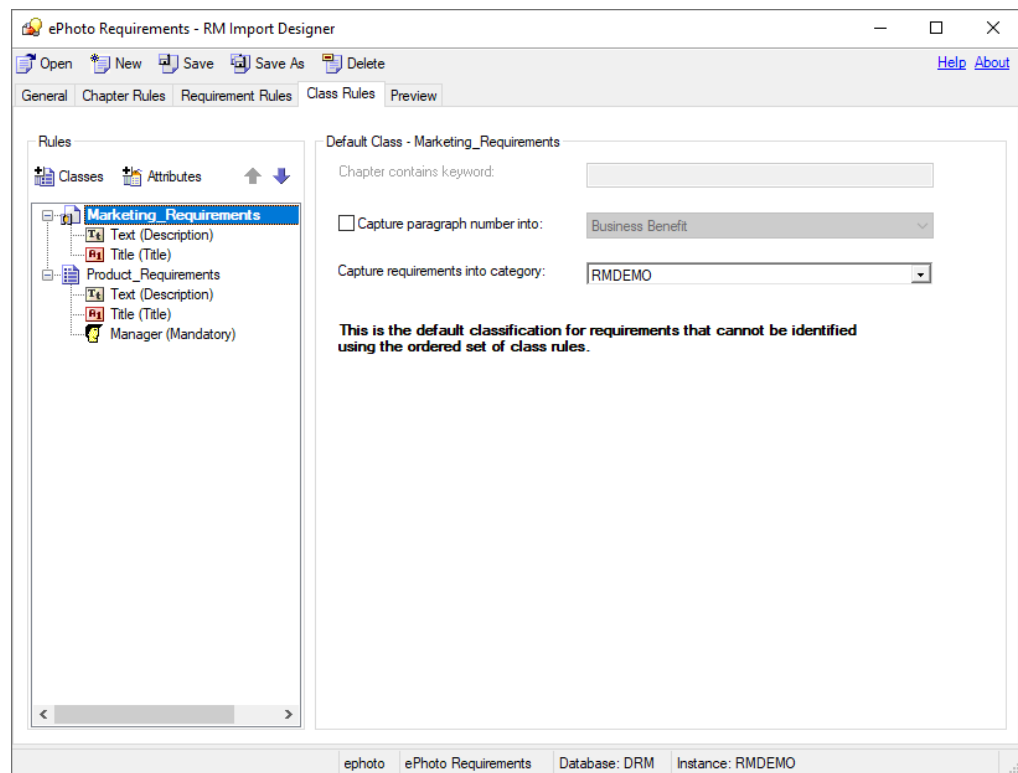 ePhoto Requirements - RM Import Designer
Open New Save Save As Delete Help About
General Chapter Rules Requirement Rules Class Rules Preview
Rules
Classes Attributes
Marketing_Requirements
Text (Description)
Title (Title)
Product_Requirements
Text (Description)
Title (Title)
Manager (Mandatory)
Default Class - Marketing_Requirements
Chapter contains keyword:
Capture paragraph number into: Business Benefit
Capture requirements into category: RMDEMO
This is the default classification for requirements that cannot be identified
using the ordered set of class rules.
ephoto ePhoto Requirements Database: DRM Instance: RMDEMO